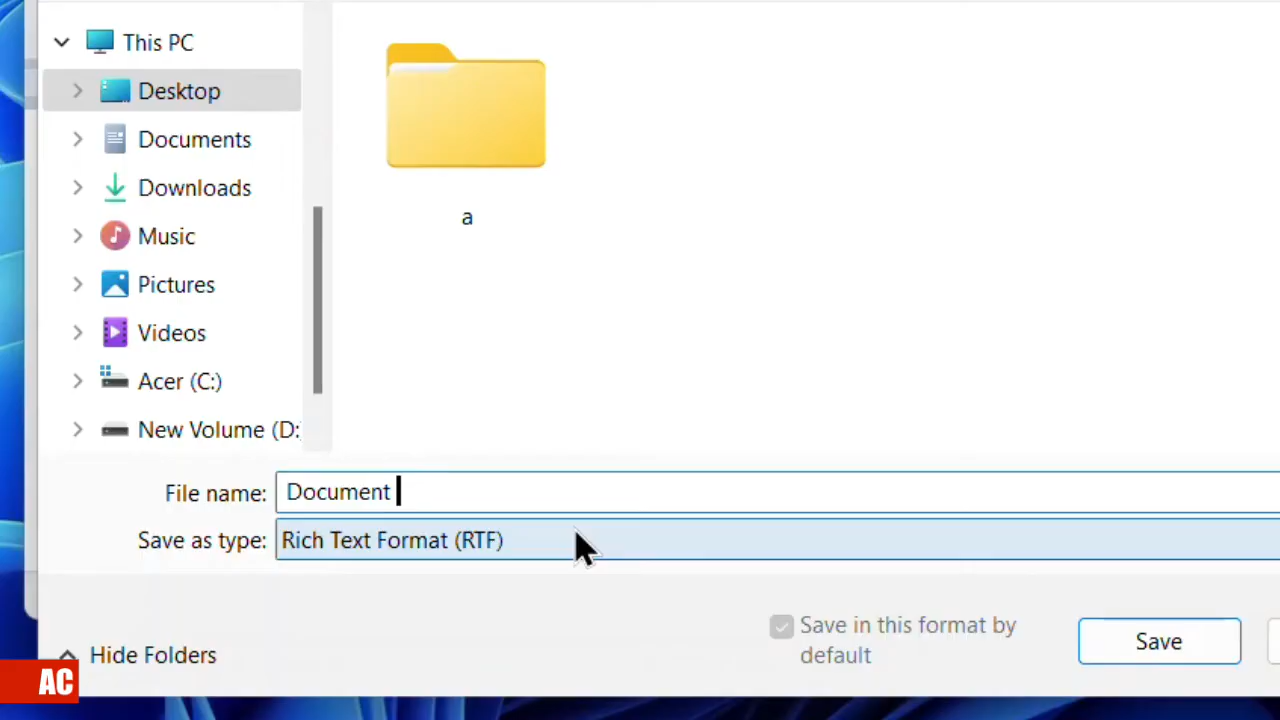 This PC
Desktop
Documents
Downloads
Music
Pictures
Videos
Acer (C:)
New Volume (D:
a
File name: Document
Save as type: Rich Text Format (RTF)
Save in this format by
default
Save
Hide Folders
AC